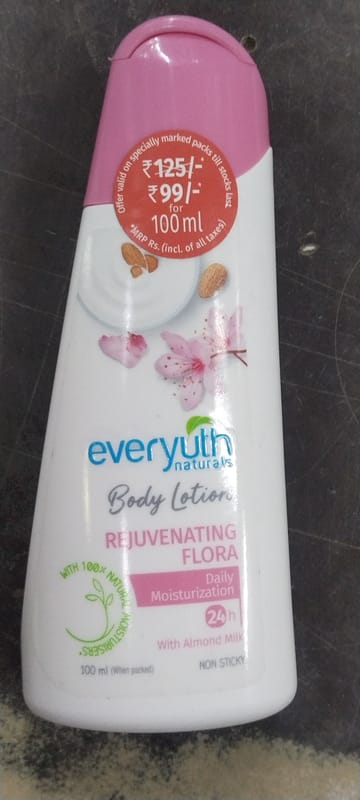 Offer valid on specially marked packs till stocks last
₹125/-*
₹99/-*
for
100 ml
*MRP Rs. (incl. of all taxes)
everyuth
naturals
Body Lotion
REJUVENATING
FLORA
Daily
Moisturization
24h
With Almond Milk
WITH 100% NATURAL MOISTURISERS*
100 ml (When packed)
NON STICKY